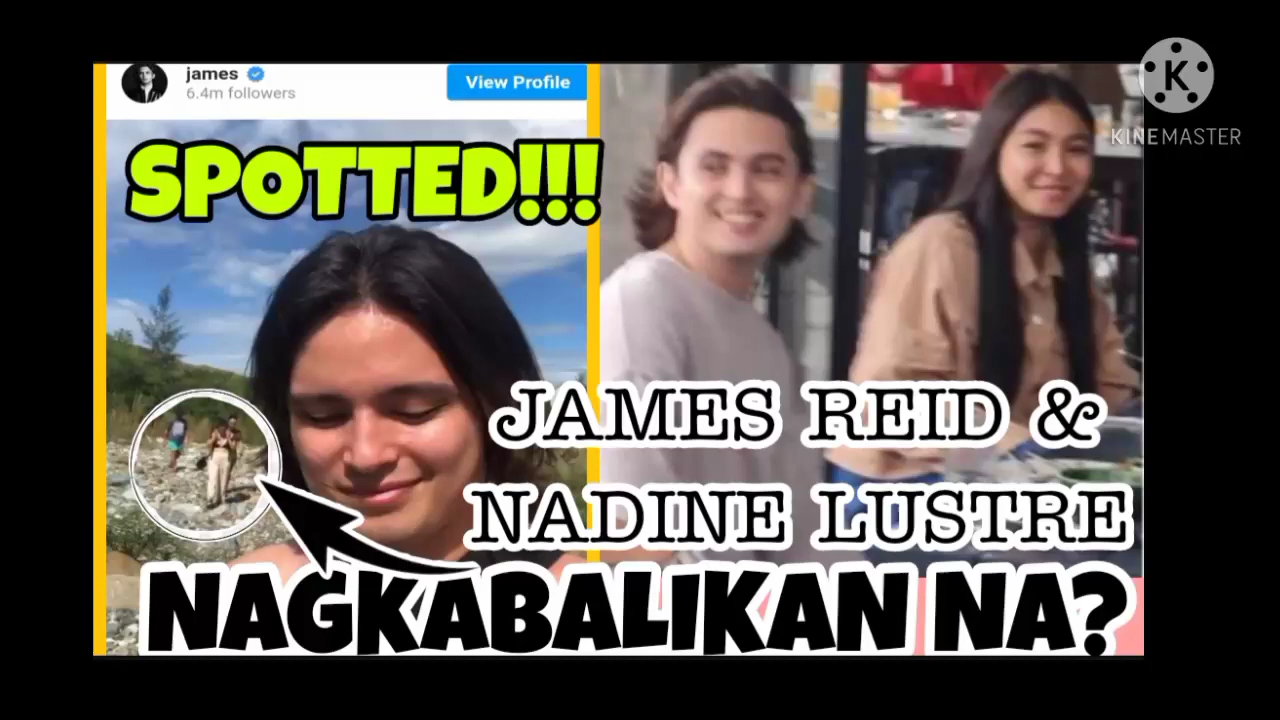 james
6.4m followers
View Profile
SPOTTED!!!
K
KINEMASTER
JAMES REID &
NADINE LUSTRE
NAGKABALIKAN NA?